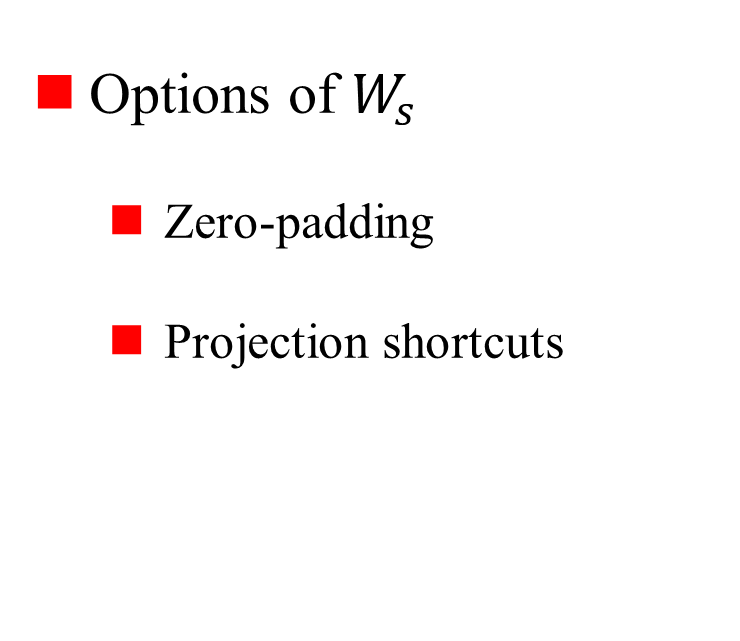 Options of Wₛ
Zero-padding
Projection shortcuts